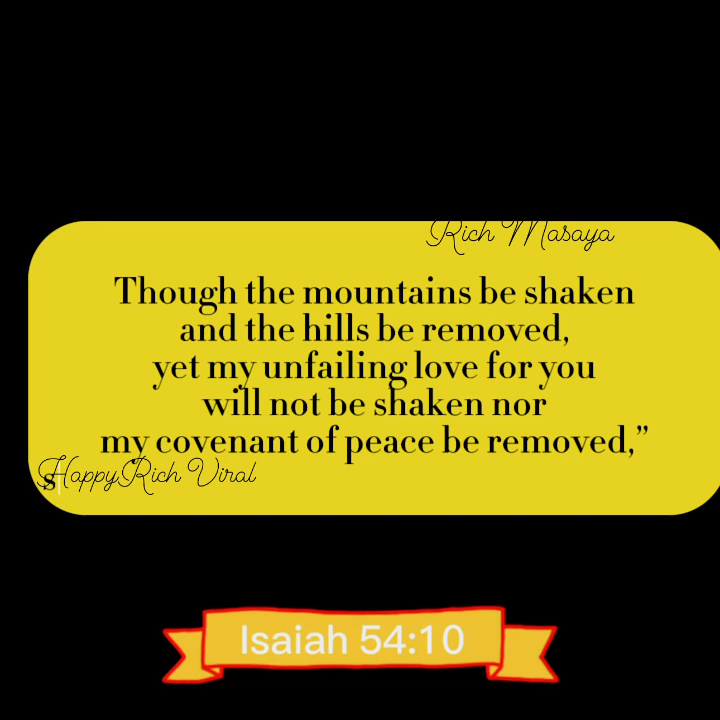 Rich Masaya
Though the mountains be shaken
and the hills be removed,
yet my unfailing love for you
will not be shaken nor
my covenant of peace be removed,”
s
HappyRich Viral
Isaiah 54:10